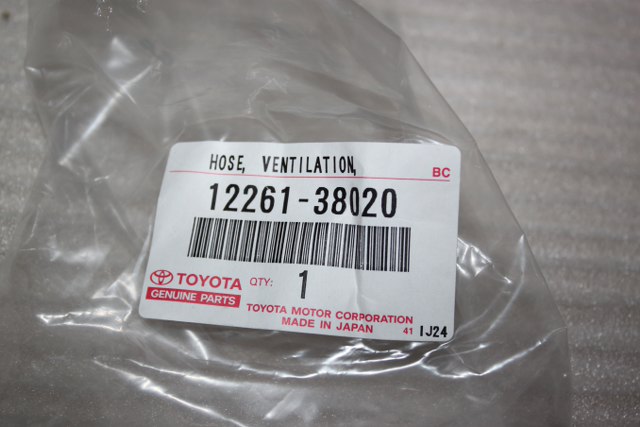 HOSE, VENTILATION,
BC
12261-38020
TOYOTA
GENUINE PARTS
QTY: 1
TOYOTA MOTOR CORPORATION
MADE IN JAPAN
41 IJ24